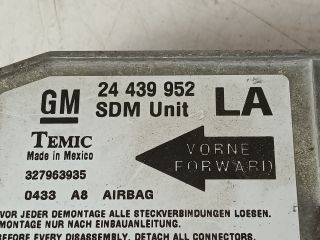 GM 24 439 952 LA
SDM Unit
TEMIC
Made in Mexico
VORNE
FORWARD
327963935
0433 A8 AIRBAG
VOR JEDER DEMONTAGE ALLE STECKVERBINDUNGEN LOESEN.
MONTAGE NUR NACH EINBAUANLEITUNG.
BEFORE EVERY DISASSEMBLY, DETACH ALL CONNECTORS.